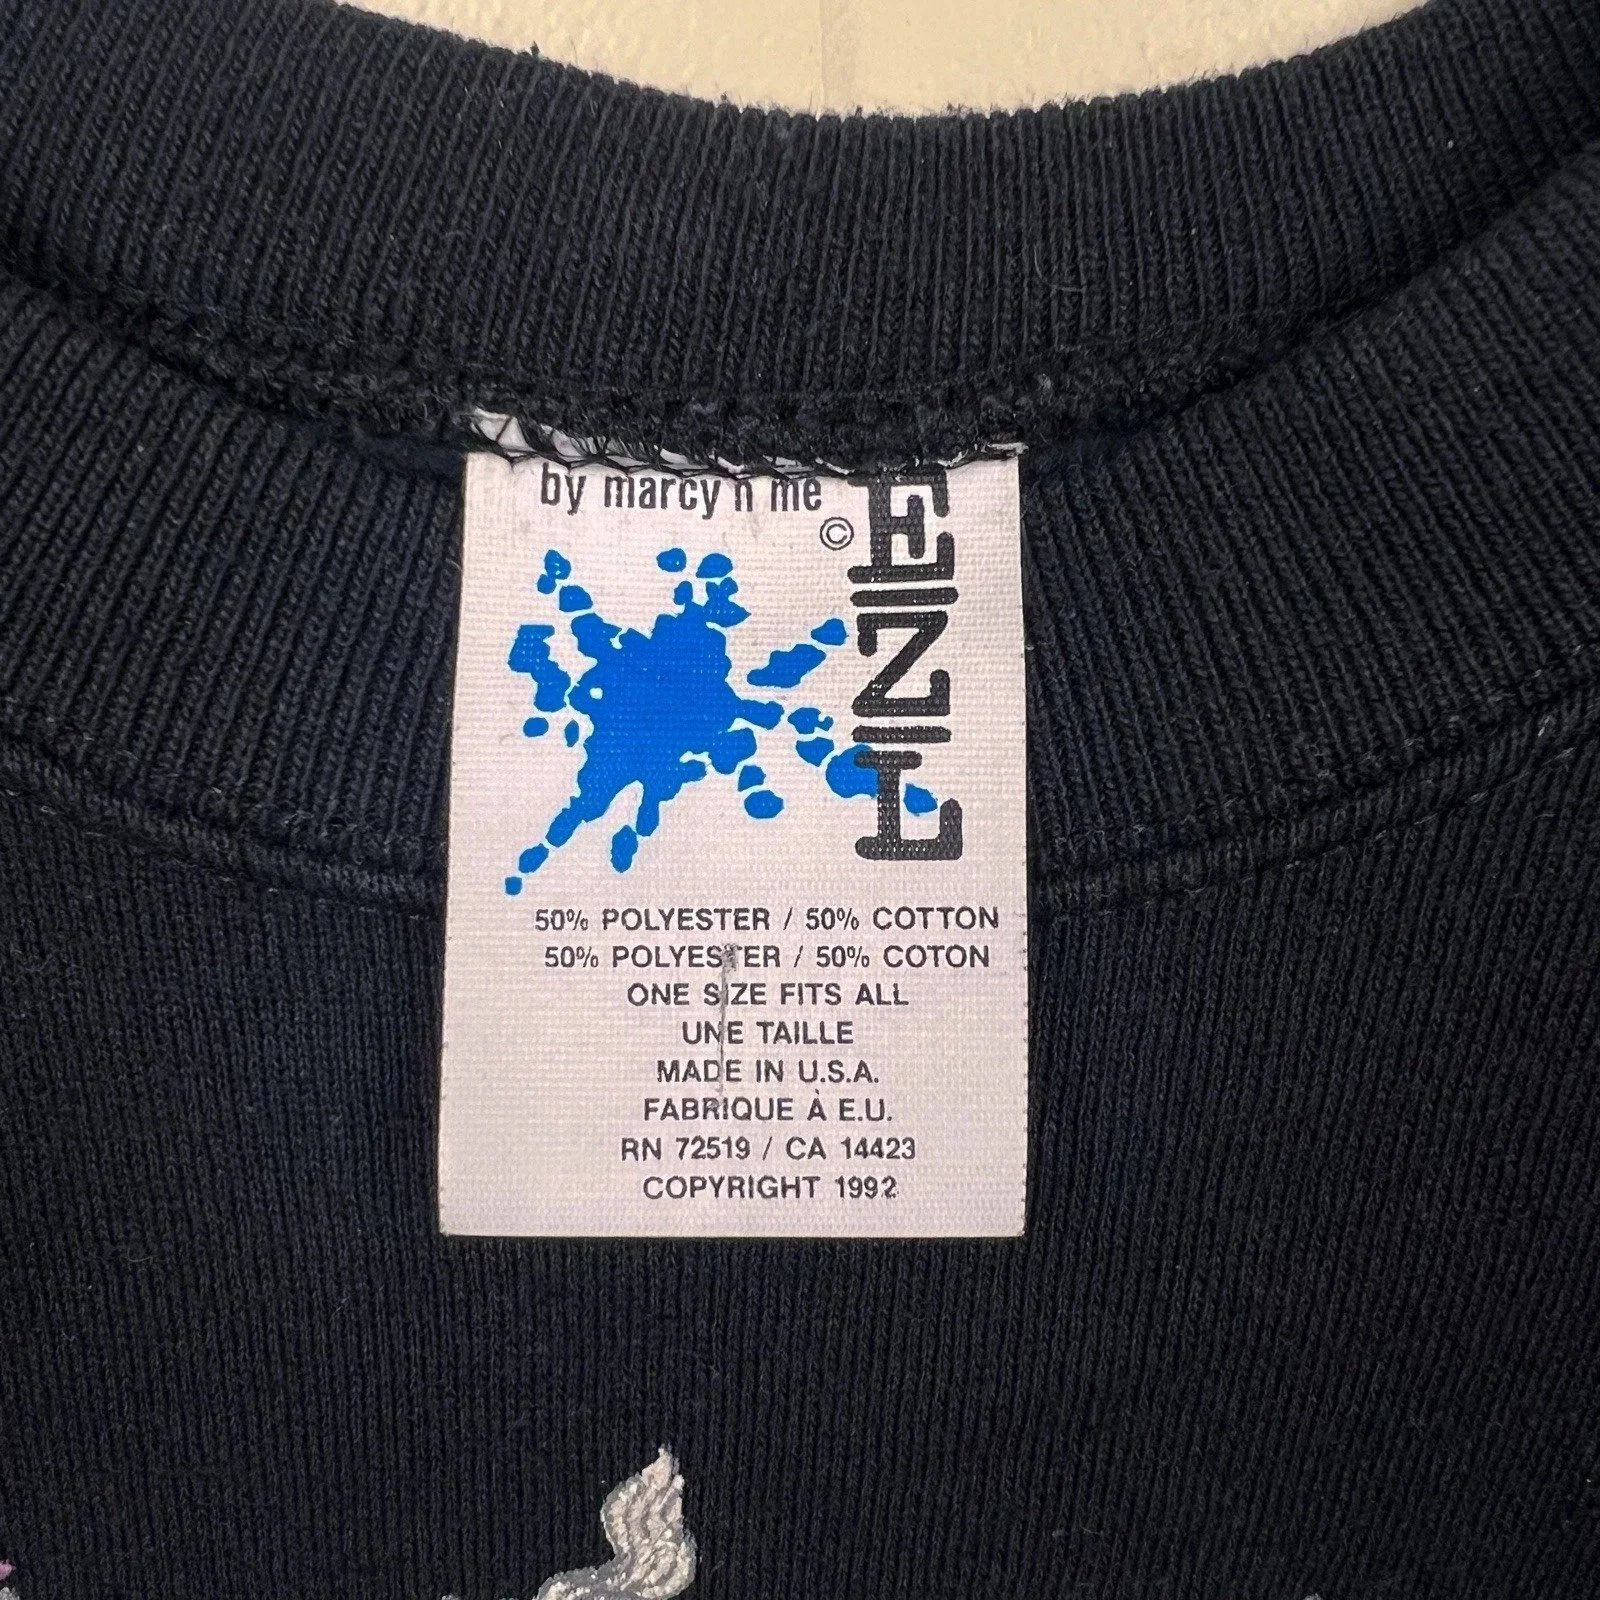 by marcy n me
©
50% POLYESTER / 50% COTTON
50% POLYESTER / 50% COTON
ONE SIZE FITS ALL
UNE TAILLE
MADE IN U.S.A.
FABRIQUE À E.U.
RN 72519 / CA 14423
COPYRIGHT 1992